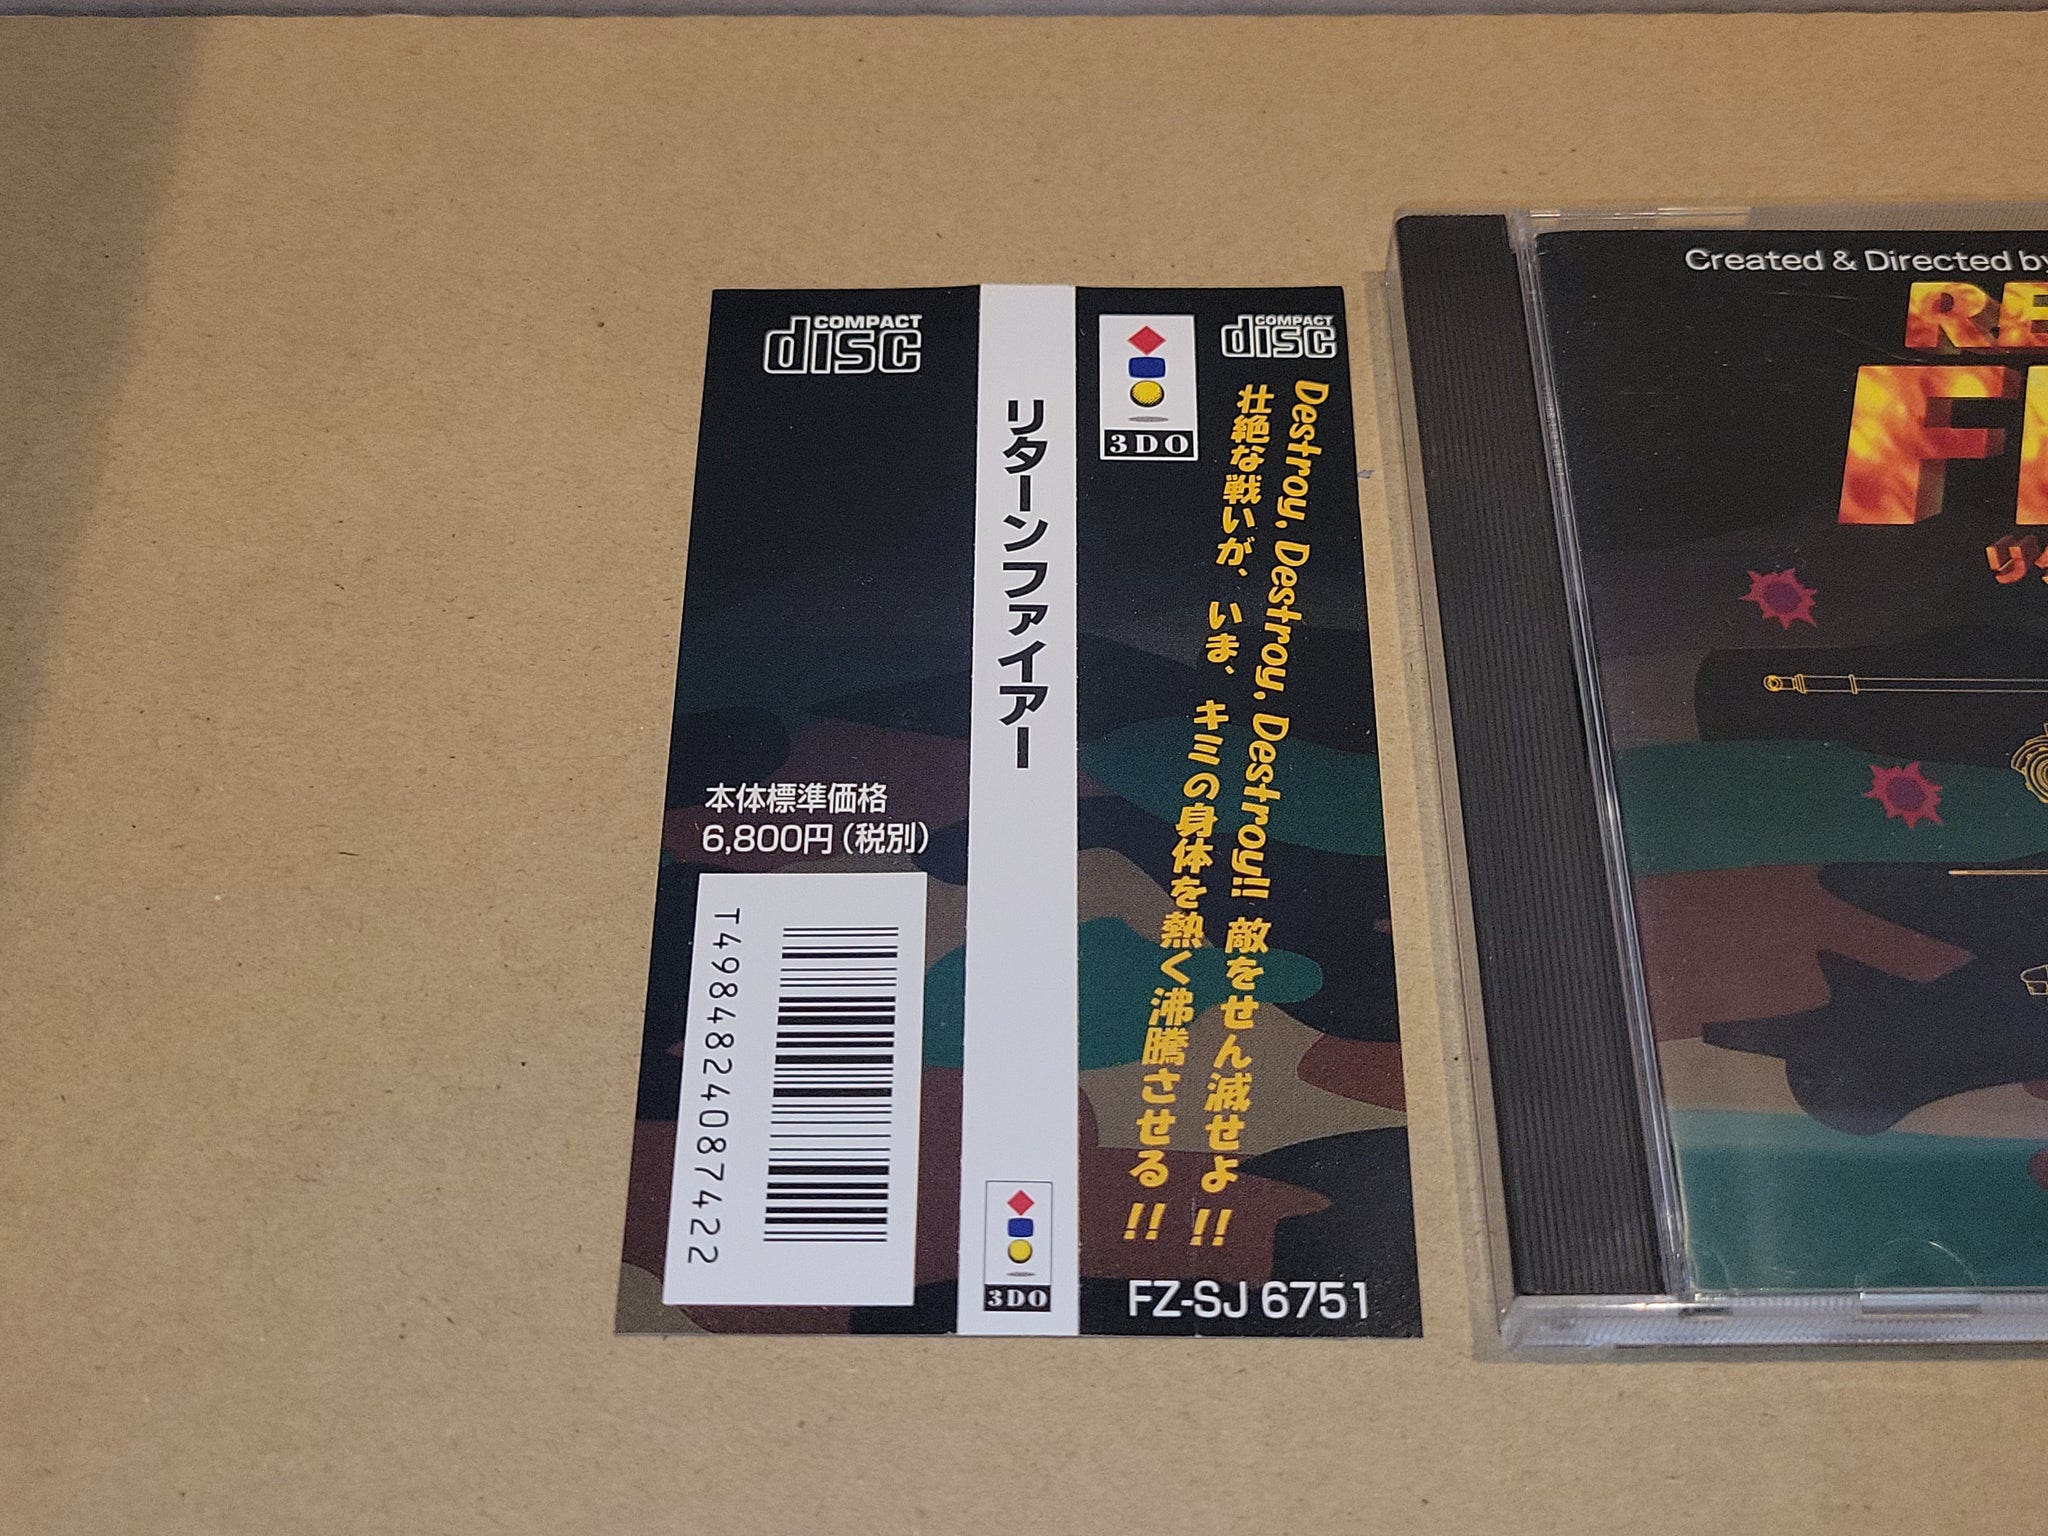 COMPACT
disc
本体標準価格
6,800円(税別)
T4984824087422
リターンファイアー
3DO
3DO
COMPACT
disc
Destroy, Destroy, Destroy!! 敵をせん滅せよ!!
壮絶な戦いが、いま、キミの身体を熱く沸騰させる!!
FZ-SJ 6751
Created & Directed by